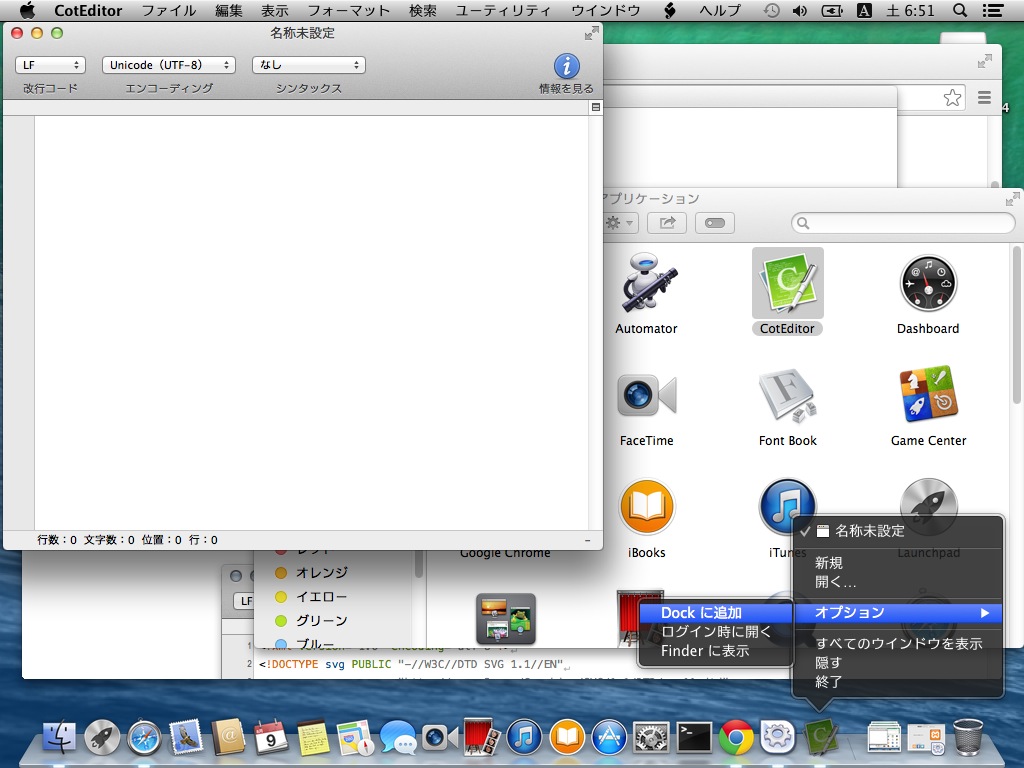 CotEditor ファイル 編集 表示 フォーマット 検索 ユーティリティ ウインドウ ヘルプ A 土 6:51
名称未設定
LF Unicode（UTF-8） なし
改行コード エンコーディング シンタックス 情報を見る
4
アプリケーション
Automator CotEditor Dashboard
FaceTime Font Book Game Center
Google Chrome iBooks iTunes Launchpad
行数：0 文字数：0 位置：0 行：0 –
レッド
オレンジ
イエロー
グリーン
ブルー
LF
1
2 <!DOCTYPE svg PUBLIC "-//W3C//DTD SVG 1.1//EN"
✓ 名称未設定
新規
開く...
オプション
すべてのウインドウを表示
隠す
終了
Dock に追加
ログイン時に開く
Finder に表示
9